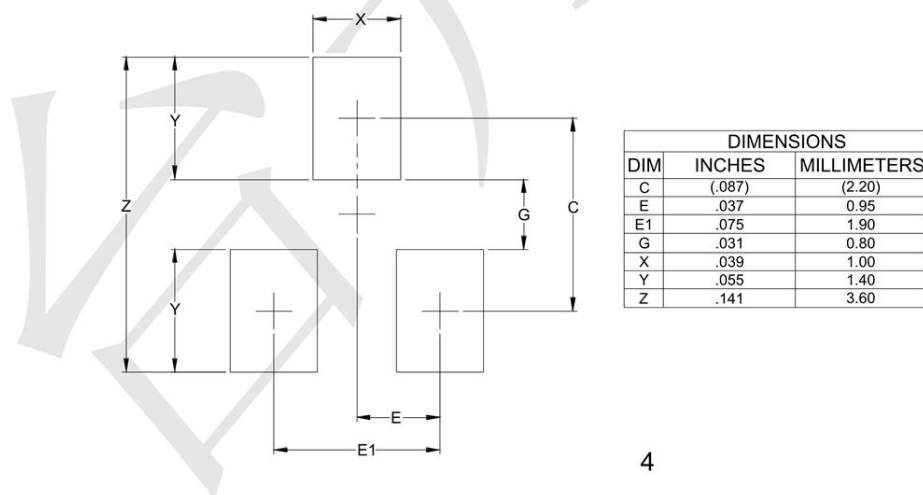 X
Y
Z
G
C
Y
E
E1
DIMENSIONS
DIM INCHES MILLIMETERS
C (.087) (2.20)
E .037 0.95
E1 .075 1.90
G .031 0.80
X .039 1.00
Y .055 1.40
Z .141 3.60
4